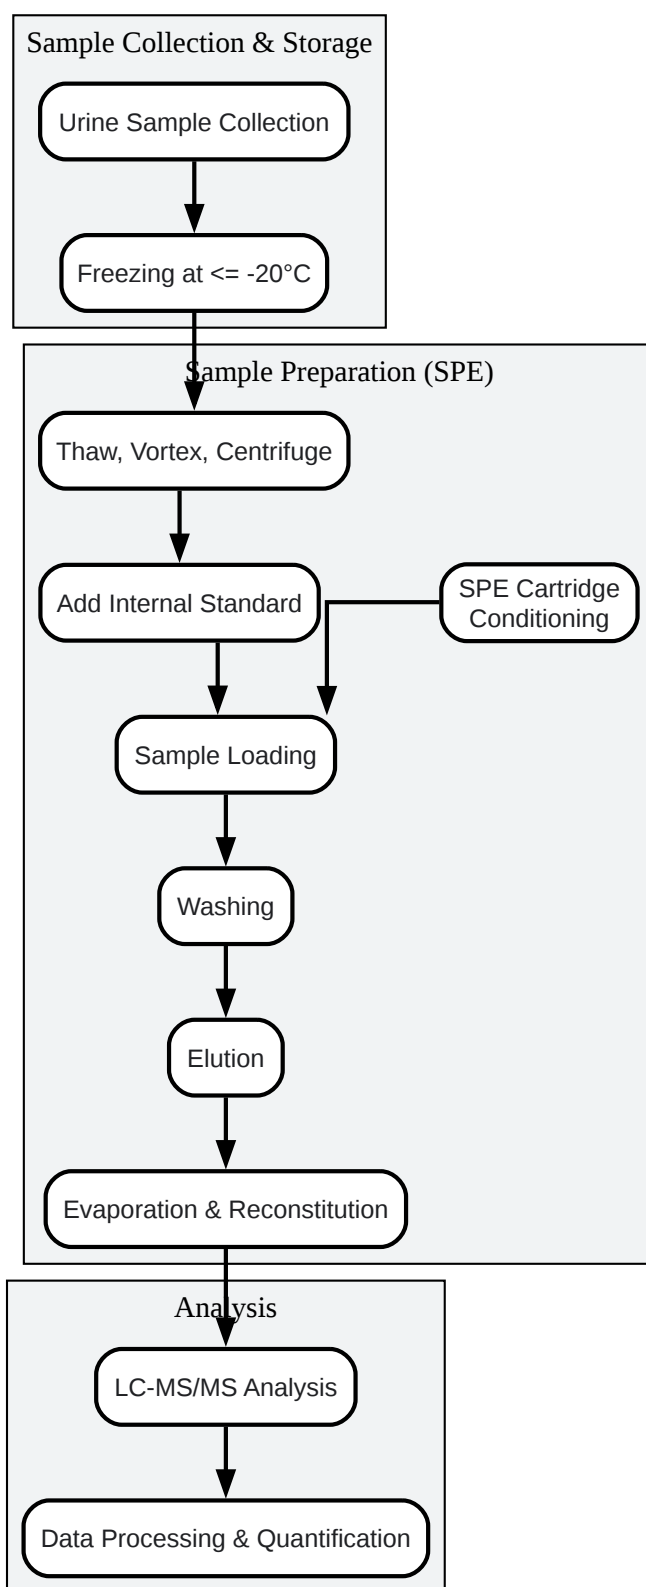 Sample Collection & Storage
Urine Sample Collection
Freezing at <= -20°C
Sample Preparation (SPE)
Thaw, Vortex, Centrifuge
Add Internal Standard
SPE Cartridge
Conditioning
Sample Loading
Washing
Elution
Evaporation & Reconstitution
Analysis
LC-MS/MS Analysis
Data Processing & Quantification